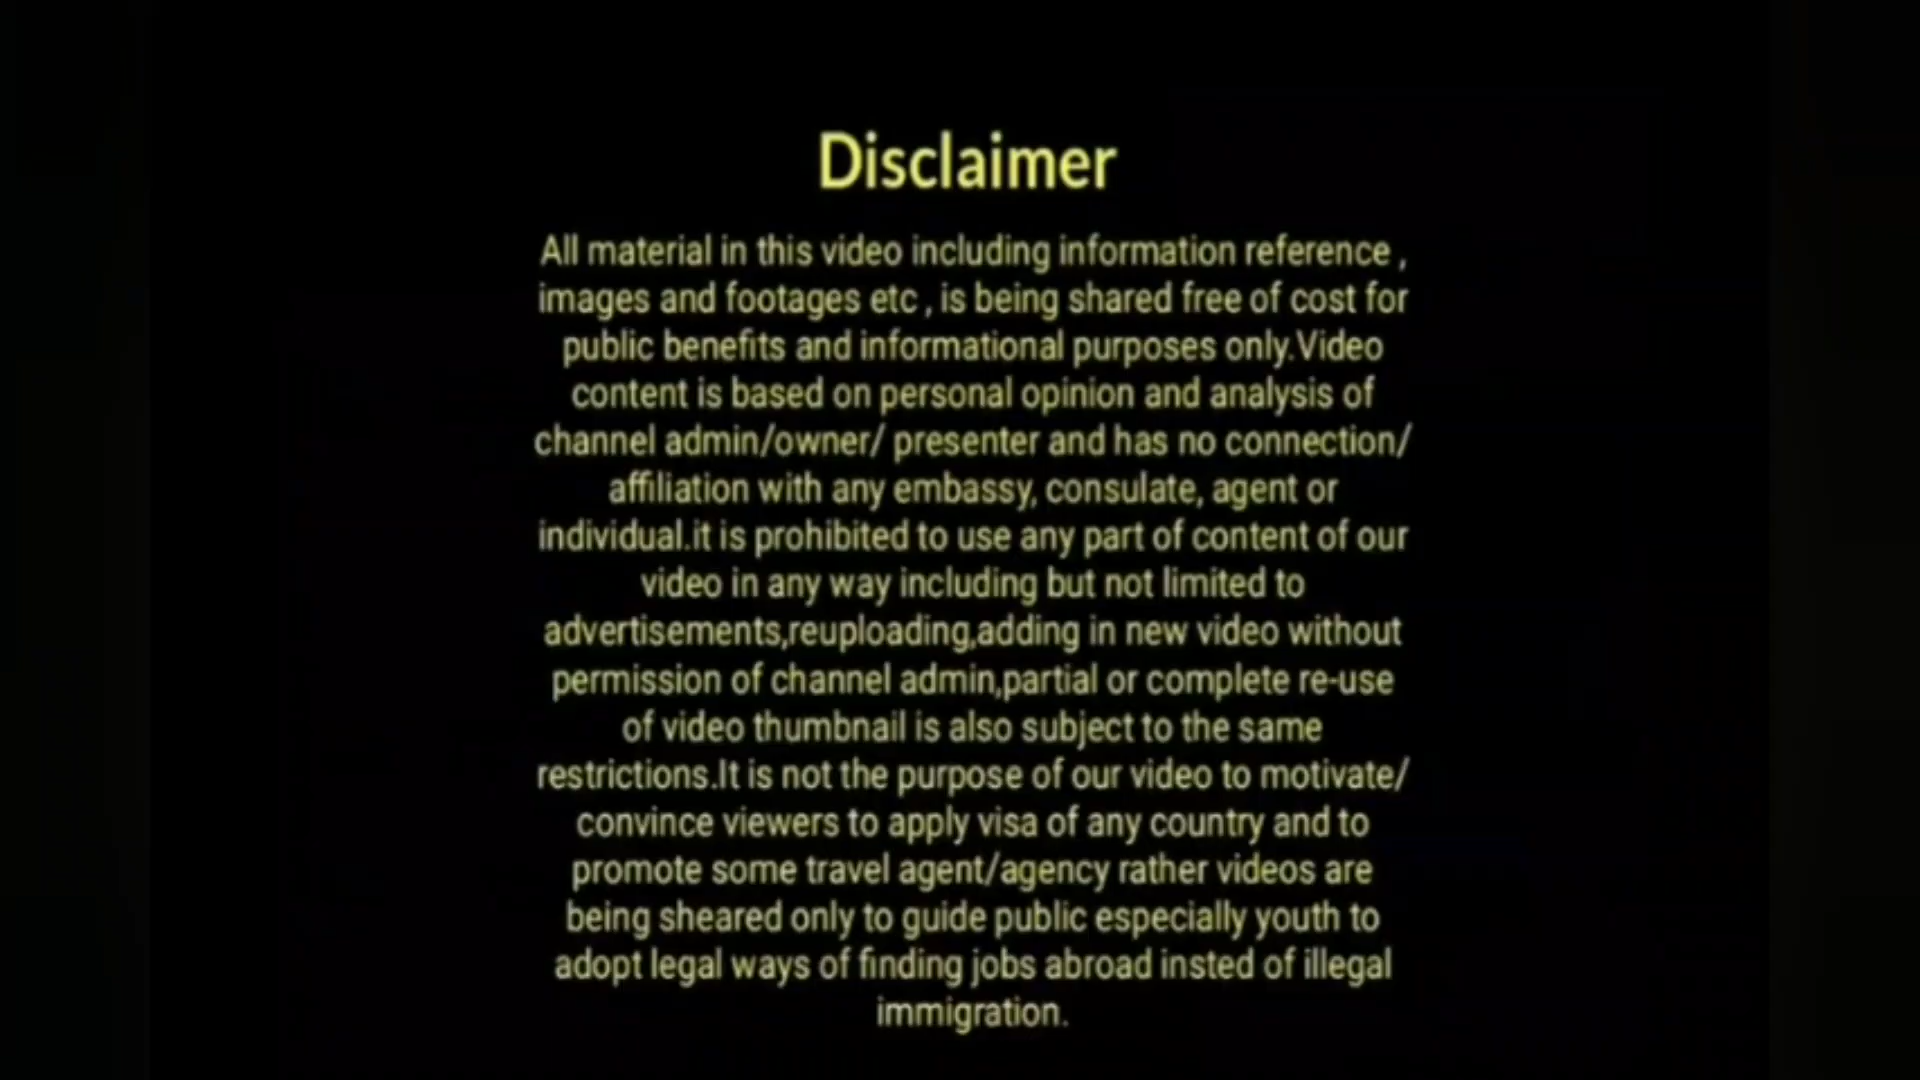 Disclaimer
All material in this video including information reference ,
images and footages etc , is being shared free of cost for
public benefits and informational purposes only.Video
content is based on personal opinion and analysis of
channel admin/owner/ presenter and has no connection/
affiliation with any embassy, consulate, agent or
individual.it is prohibited to use any part of content of our
video in any way including but not limited to
advertisements,reuploading,adding in new video without
permission of channel admin,partial or complete re-use
of video thumbnail is also subject to the same
restrictions.It is not the purpose of our video to motivate/
convince viewers to apply visa of any country and to
promote some travel agent/agency rather videos are
being sheared only to guide public especially youth to
adopt legal ways of finding jobs abroad insted of illegal
immigration.